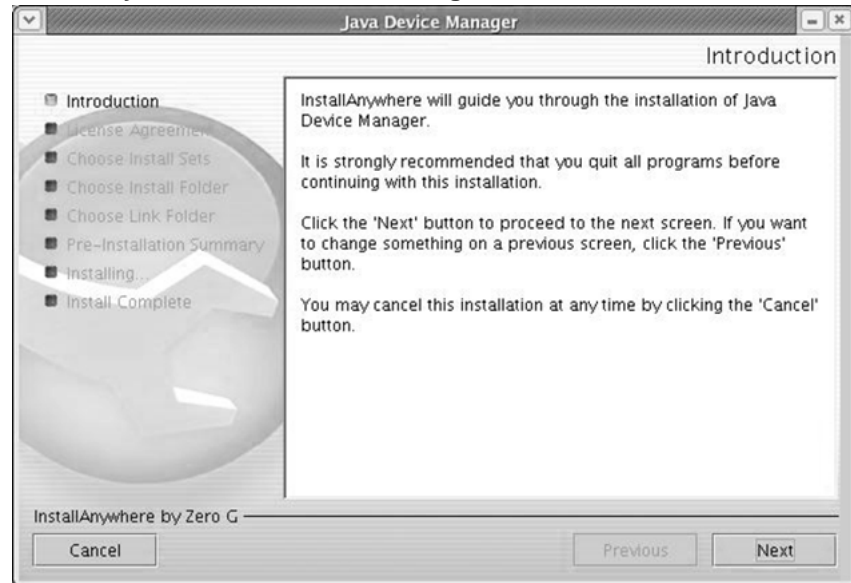 Java Device Manager
Introduction
Introduction
License Agreement
Choose Install Sets
Choose Install Folder
Choose Link Folder
Pre-Installation Summary
Installing...
Install Complete
InstallAnywhere will guide you through the installation of Java
Device Manager.
It is strongly recommended that you quit all programs before
continuing with this installation.
Click the 'Next' button to proceed to the next screen. If you want
to change something on a previous screen, click the 'Previous'
button.
You may cancel this installation at any time by clicking the 'Cancel'
button.
InstallAnywhere by Zero G
Cancel
Previous
Next